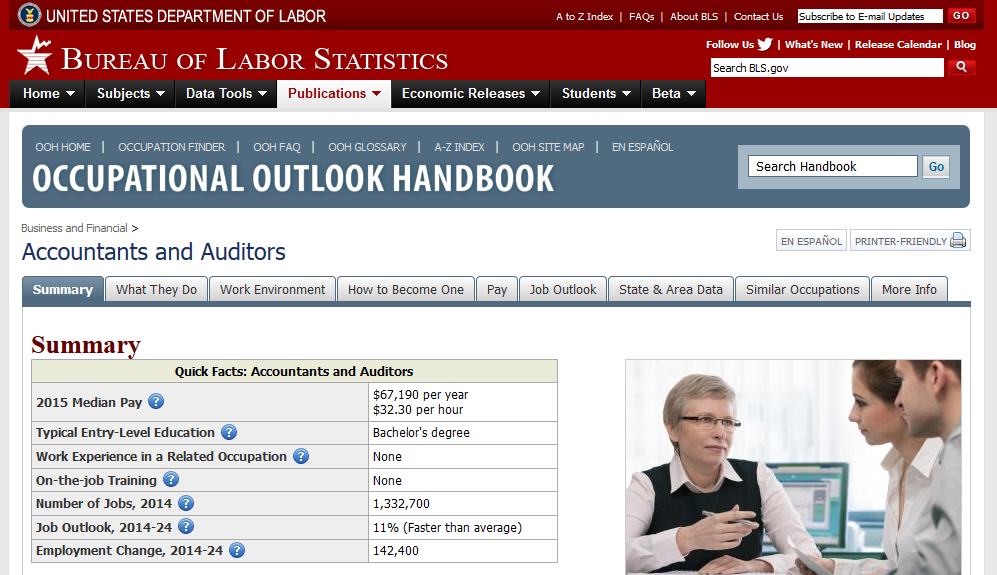 UNITED STATES DEPARTMENT OF LABOR
A to Z Index | FAQs | About BLS | Contact Us Subscribe to E-mail Updates GO
Follow Us | What's New | Release Calendar | Blog
BUREAU OF LABOR STATISTICS
Search BLS.gov
Home Subjects Data Tools Publications Economic Releases Students Beta
OOH HOME | OCCUPATION FINDER | OOH FAQ | OOH GLOSSARY | A-Z INDEX | OOH SITE MAP | EN ESPAÑOL
OCCUPATIONAL OUTLOOK HANDBOOK
Search Handbook Go
Business and Financial >
Accountants and Auditors
EN ESPAÑOL PRINTER-FRIENDLY
Summary What They Do Work Environment How to Become One Pay Job Outlook State & Area Data Similar Occupations More Info
Summary
Quick Facts: Accountants and Auditors
2015 Median Pay ? $67,190 per year
$32.30 per hour
Typical Entry-Level Education ? Bachelor's degree
Work Experience in a Related Occupation ? None
On-the-job Training ? None
Number of Jobs, 2014 ? 1,332,700
Job Outlook, 2014-24 ? 11% (Faster than average)
Employment Change, 2014-24 ? 142,400